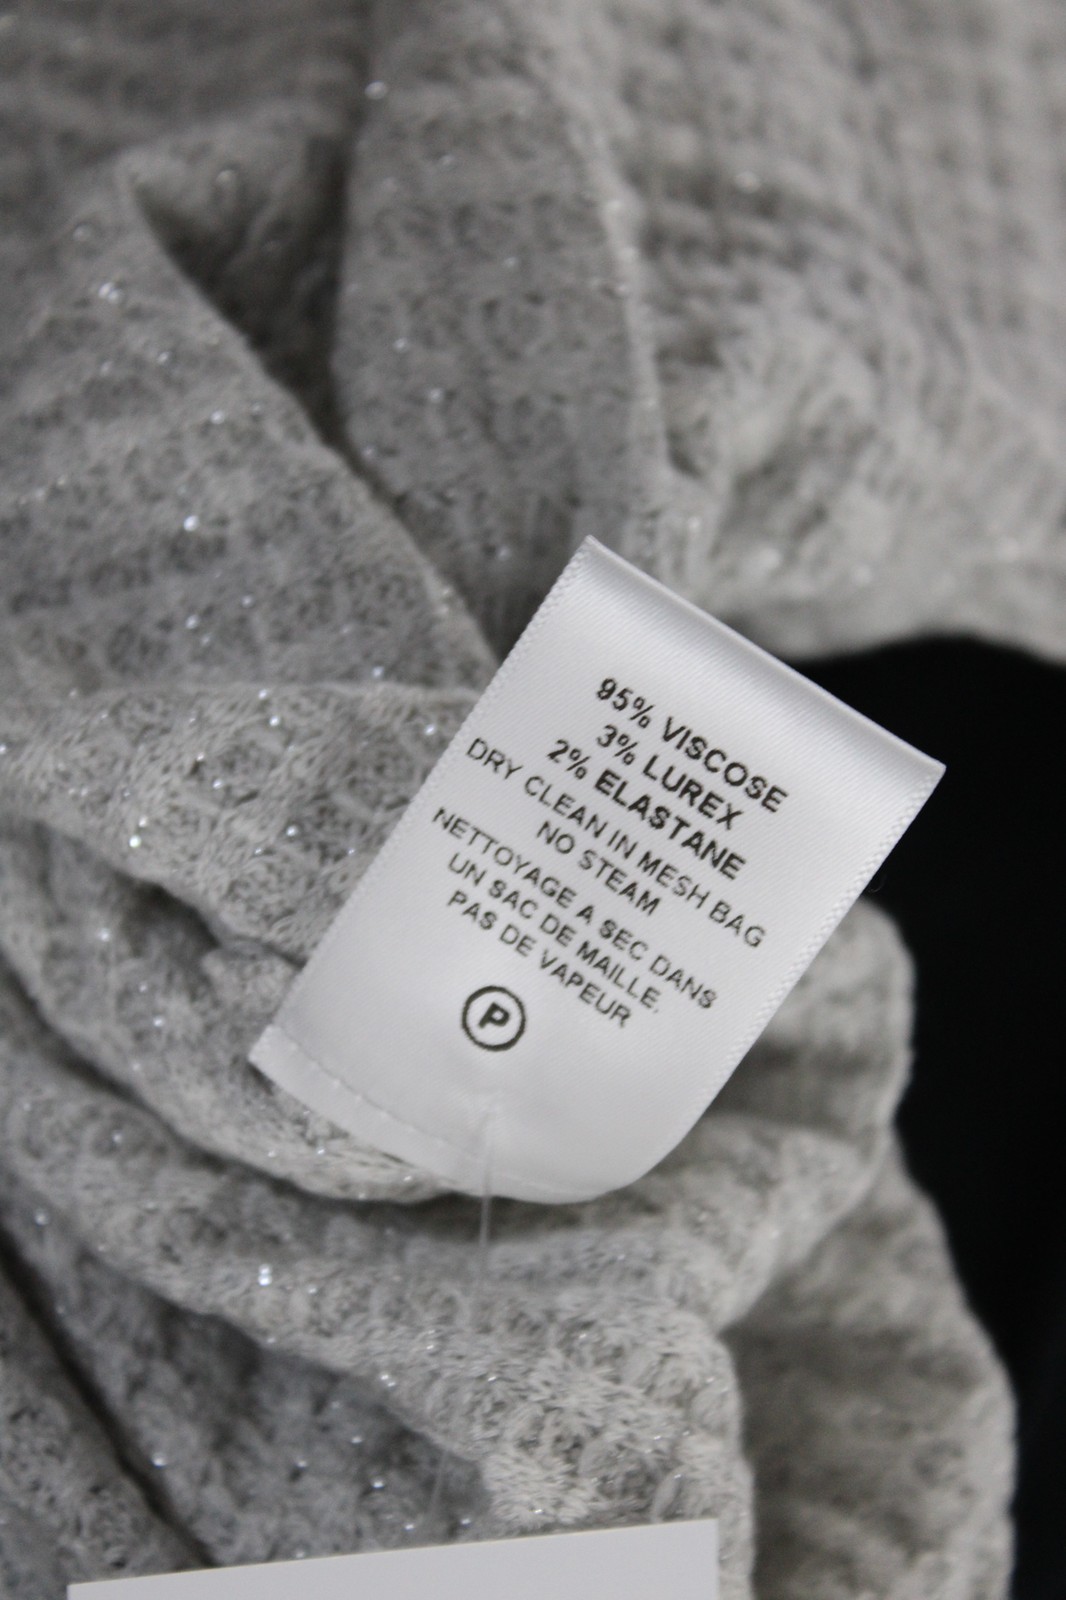 95% VISCOSE
3% LUREX
2% ELASTANE
DRY CLEAN IN MESH BAG
NO STEAM
NETTOYAGE A SEC DANS
UN SAC DE MAILLE.
PAS DE VAPEUR
P